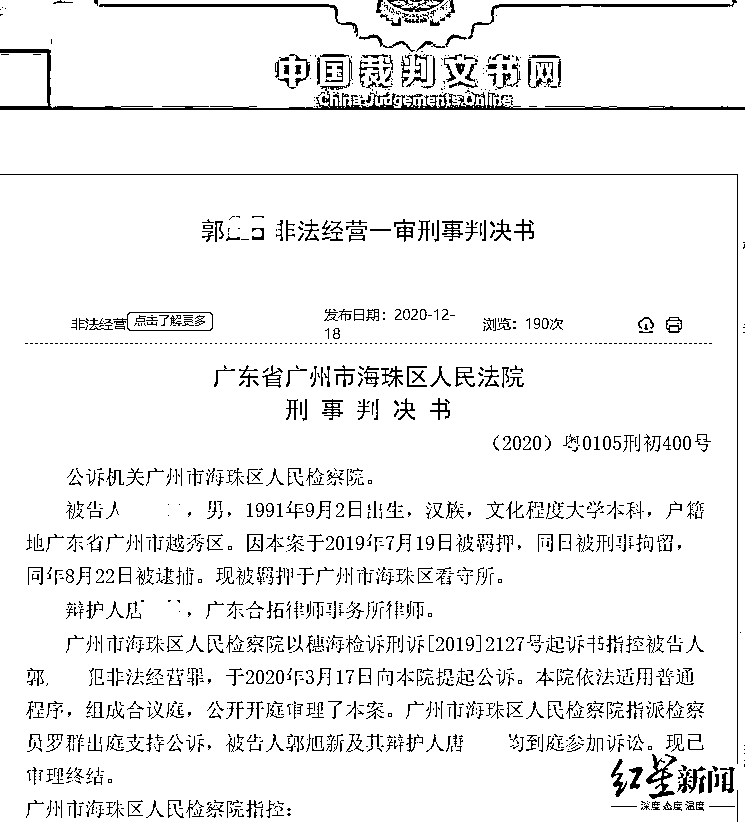 中国裁判文书网
China Judgements Online
郭 非法经营一审刑事判决书
非法经营 点击了解更多 发布日期：2020-12-18 浏览：190次
广东省广州市海珠区人民法院
刑 事 判 决 书
（2020）粤0105刑初400号
公诉机关广州市海珠区人民检察院。
被告人 ，男，1991年9月2日出生，汉族，文化程度大学本科，户籍
地广东省广州市越秀区。因本案于2019年7月19日被羁押，同日被刑事拘留，
同年8月22日被逮捕。现被羁押于广州市海珠区看守所。
辩护人唐 ，广东合拓律师事务所律师。
广州市海珠区人民检察院以穗海检诉刑诉[2019]2127号起诉书指控被告人
郭 犯非法经营罪，于2020年3月17日向本院提起公诉。本院依法适用普通
程序，组成合议庭，公开开庭审理了本案。广州市海珠区人民检察院指派检察
员罗群出庭支持公诉，被告人郭旭新及其辩护人唐 均到庭参加诉讼。现已
审理终结。
广州市海珠区人民检察院指控：
红星新闻
深度 态度 温度